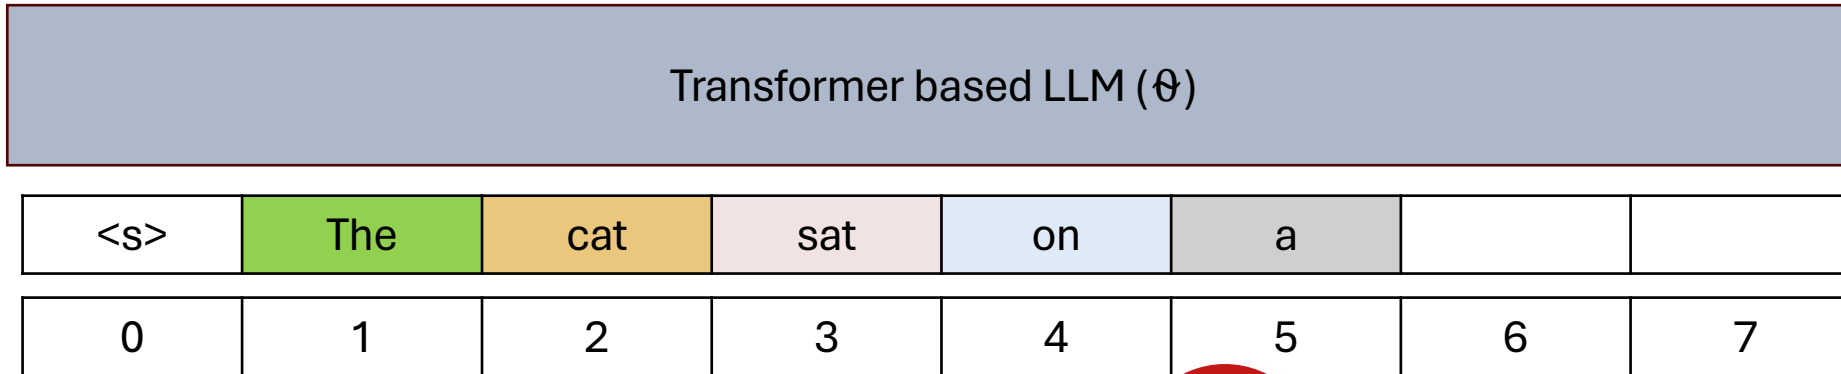 Transformer based LLM (ϑ)
<s> The cat sat on a
0 1 2 3 4 5 6 7